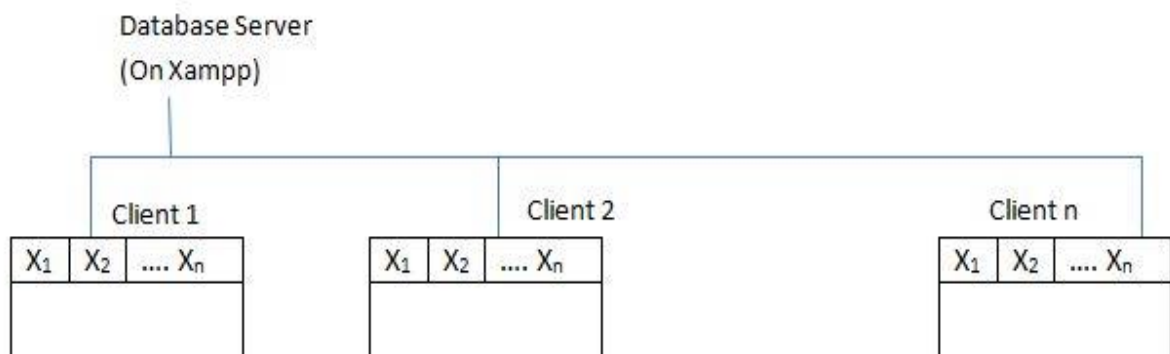 Database Server
(On Xampp)
Client 1
Client 2
Client n
X₁ X₂ .... Xₙ
X₁ X₂ .... Xₙ
X₁ X₂ .... Xₙ